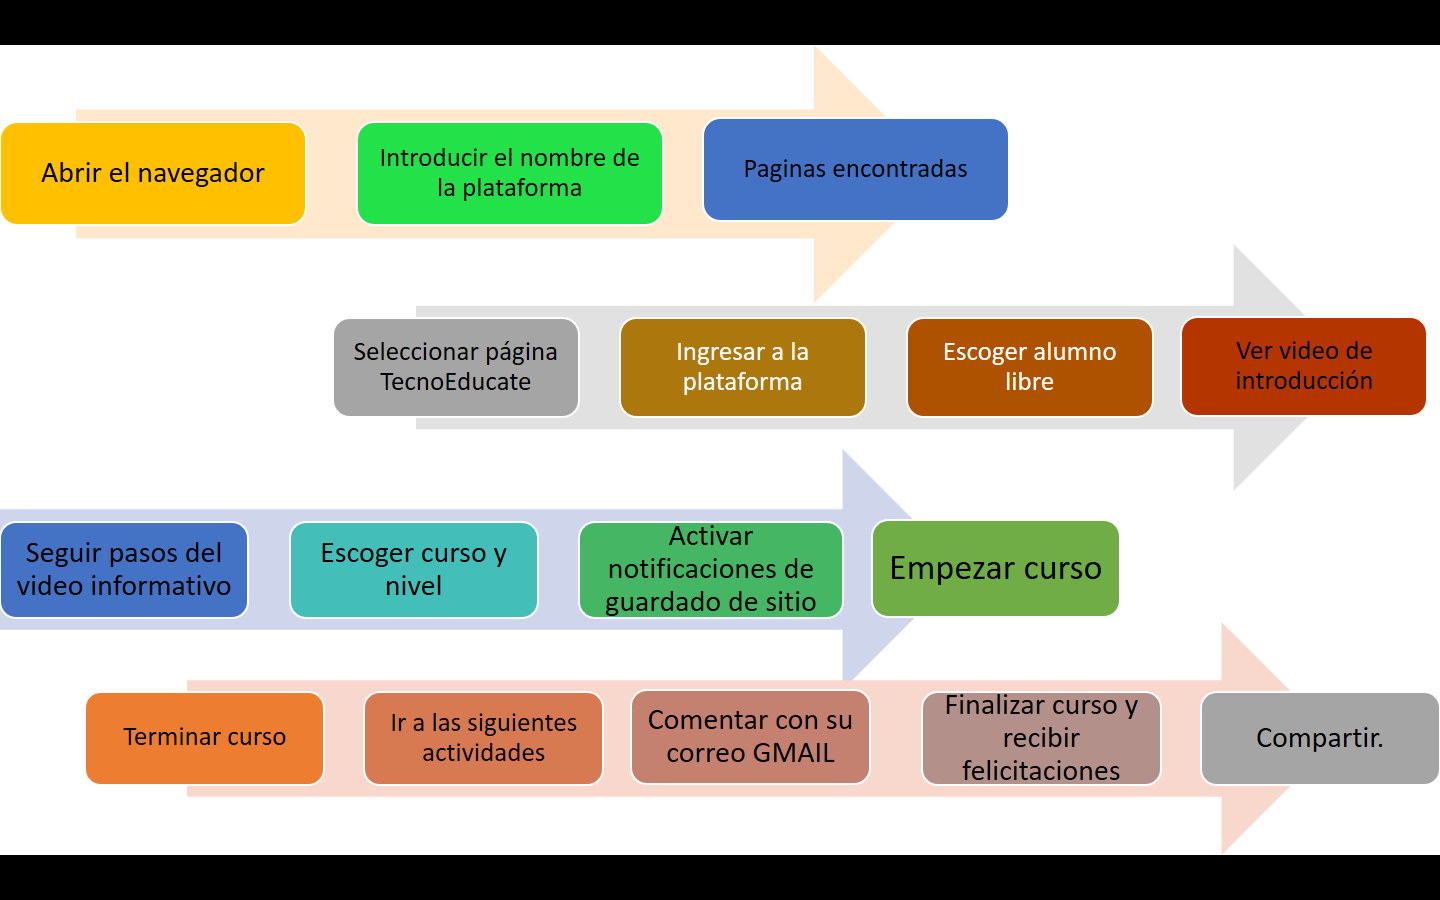 Abrir el navegador
Introducir el nombre de
la plataforma
Paginas encontradas
Seleccionar página
TecnoEducate
Ingresar a la
plataforma
Escoger alumno
libre
Ver video de
introducción
Seguir pasos del
video informativo
Escoger curso y
nivel
Activar
notificaciones de
guardado de sitio
Empezar curso
Terminar curso
Ir a las siguientes
actividades
Comentar con su
correo GMAIL
Finalizar curso y
recibir
felicitaciones
Compartir.